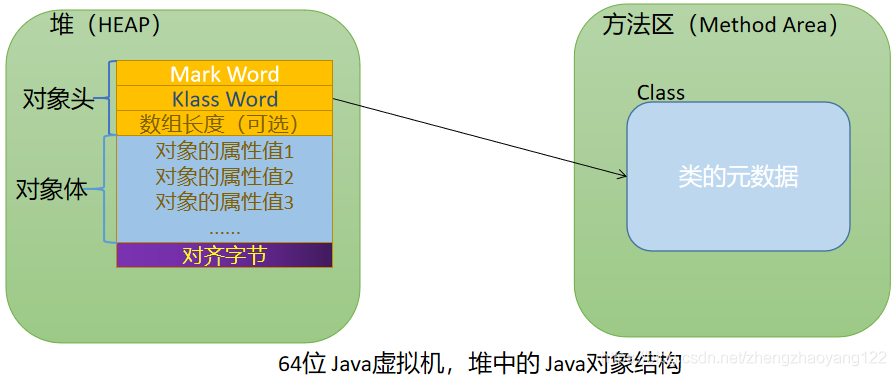 堆（HEAP）
方法区（Method Area）
对象头
Mark Word
Klass Word
数组长度（可选）
对象体
对象的属性值1
对象的属性值2
对象的属性值3
......
对齐字节
Class
类的元数据
64位 Java虚拟机，堆中的 Java对象结构
csdn.net/zhengzhaoyang122